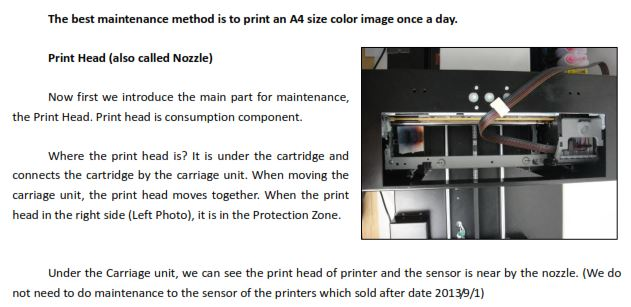 The best maintenance method is to print an A4 size color image once a day.
Print Head (also called Nozzle)
Now first we introduce the main part for maintenance,
the Print Head. Print head is consumption component.
Where the print head is? It is under the cartridge and
connects the cartridge by the carriage unit. When moving the
carriage unit, the print head moves together. When the print
head in the right side (Left Photo), it is in the Protection Zone.
Under the Carriage unit, we can see the print head of printer and the sensor is near by the nozzle. (We do
not need to do maintenance to the sensor of the printers which sold after date 2013/9/1)